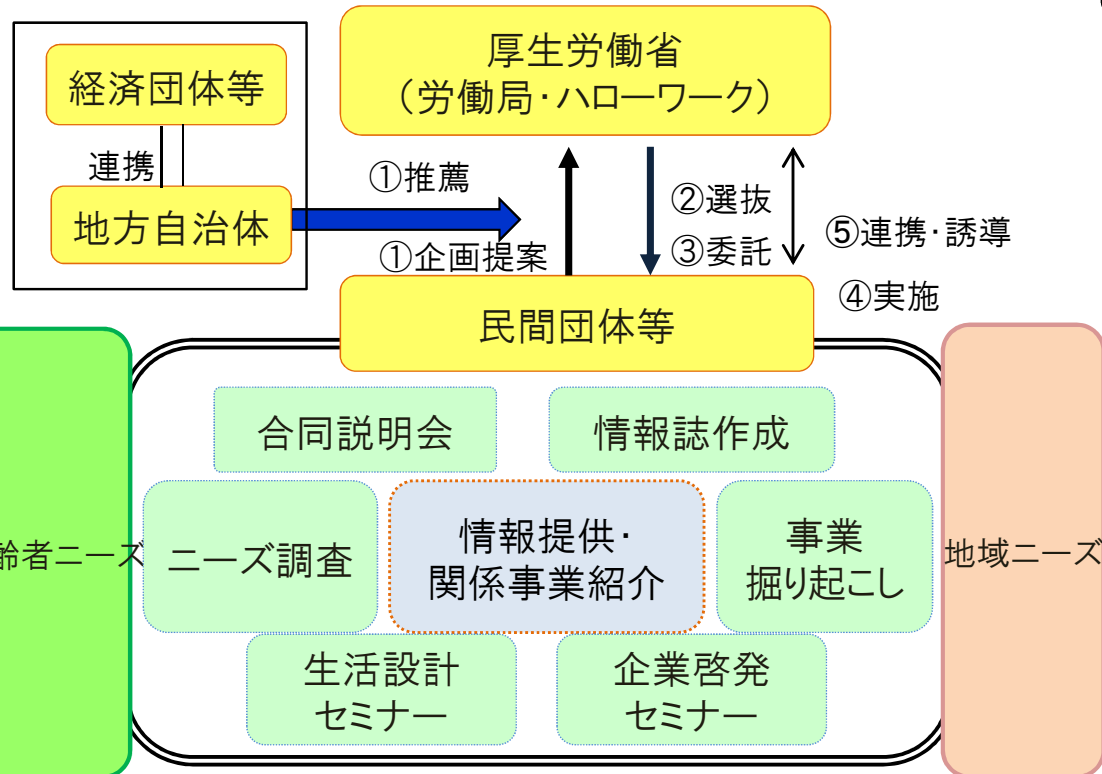 経済団体等
連携
地方自治体
厚生労働省
（労働局・ハローワーク）
①推薦
①企画提案
②選抜
③委託
⑤連携・誘導
④実施
民間団体等
合同説明会
情報誌作成
齢者ニーズ
ニーズ調査
情報提供・
関係事業紹介
事業
掘り起こし
地域ニーズ
生活設計
セミナー
企業啓発
セミナー